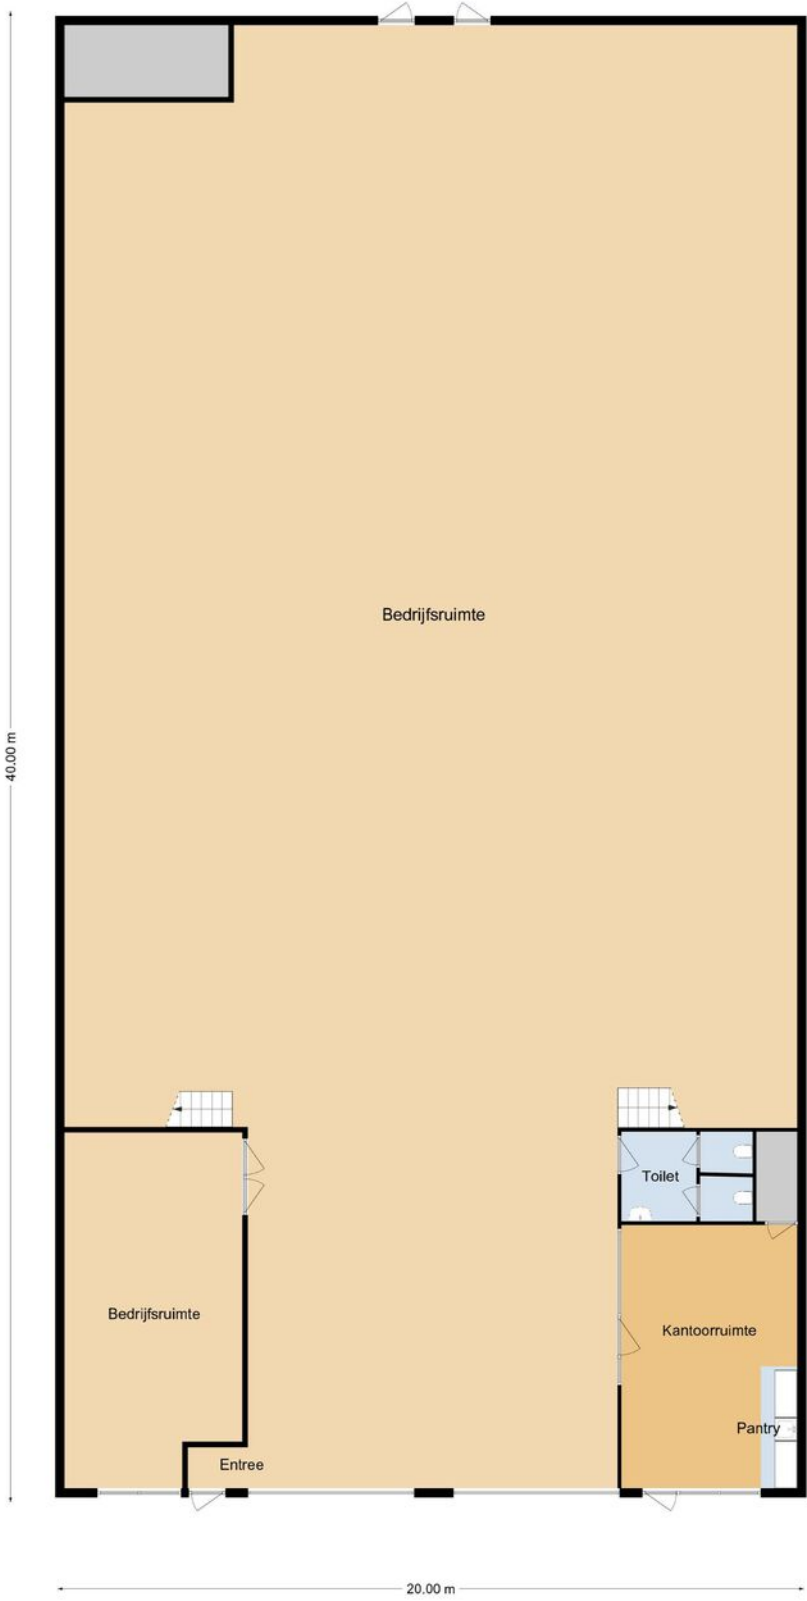 Bedrijfsruimte
40.00 m
Toilet
Bedrijfsruimte
Kantoorruimte
Pantry
Entree
20.00 m